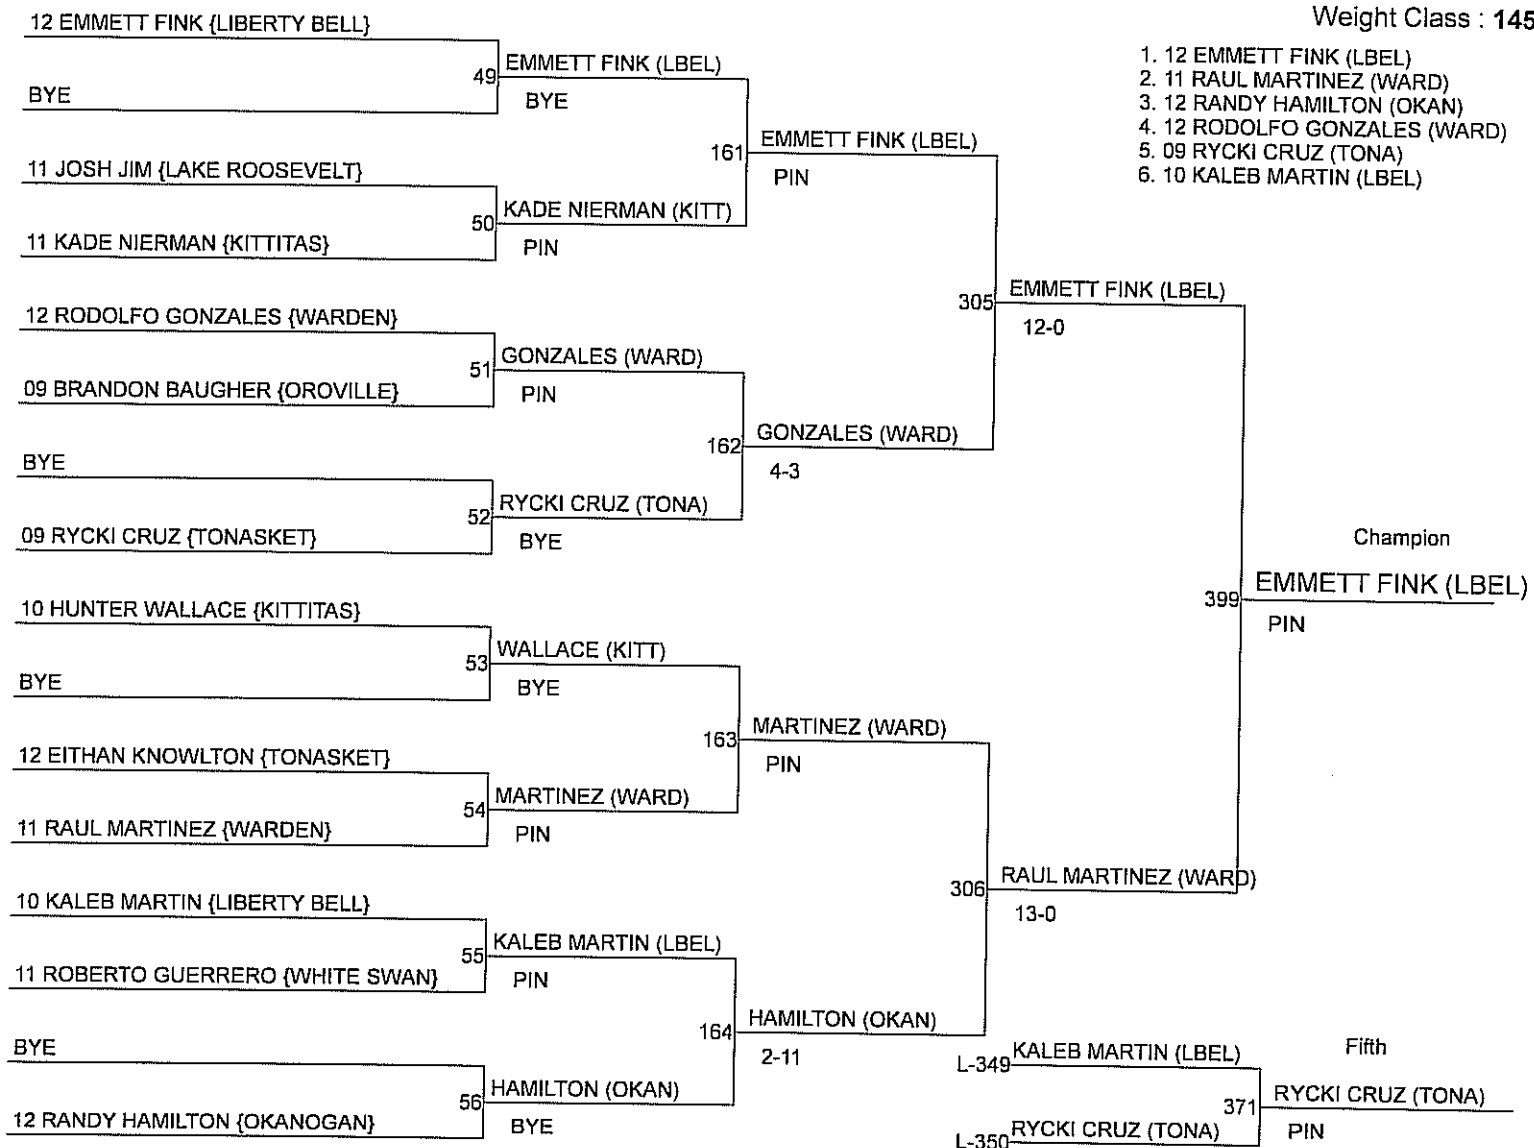 Weight Class : 145
1. 12 EMMETT FINK (LBEL)
2. 11 RAUL MARTINEZ (WARD)
3. 12 RANDY HAMILTON (OKAN)
4. 12 RODOLFO GONZALES (WARD)
5. 09 RYCKI CRUZ (TONA)
6. 10 KALEB MARTIN (LBEL)
12 EMMETT FINK {LIBERTY BELL}
BYE
11 JOSH JIM {LAKE ROOSEVELT}
11 KADE NIERMAN {KITTITAS}
12 RODOLFO GONZALES {WARDEN}
09 BRANDON BAUGHER {OROVILLE}
BYE
09 RYCKI CRUZ {TONASKET}
10 HUNTER WALLACE {KITTITAS}
BYE
12 EITHAN KNOWLTON {TONASKET}
11 RAUL MARTINEZ {WARDEN}
10 KALEB MARTIN {LIBERTY BELL}
11 ROBERTO GUERRERO {WHITE SWAN}
BYE
12 RANDY HAMILTON {OKANOGAN}
49 EMMETT FINK (LBEL)
BYE
50 KADE NIERMAN (KITT)
PIN
51 GONZALES (WARD)
PIN
52 RYCKI CRUZ (TONA)
BYE
53 WALLACE (KITT)
BYE
54 MARTINEZ (WARD)
PIN
55 KALEB MARTIN (LBEL)
PIN
56 HAMILTON (OKAN)
BYE
161 EMMETT FINK (LBEL)
PIN
162 GONZALES (WARD)
4-3
163 MARTINEZ (WARD)
PIN
164 HAMILTON (OKAN)
2-11
305 EMMETT FINK (LBEL)
12-0
306 RAUL MARTINEZ (WARD)
13-0
Champion
399 EMMETT FINK (LBEL)
PIN
Fifth
L-349 KALEB MARTIN (LBEL)
L-350 RYCKI CRUZ (TONA)
371 RYCKI CRUZ (TONA)
PIN